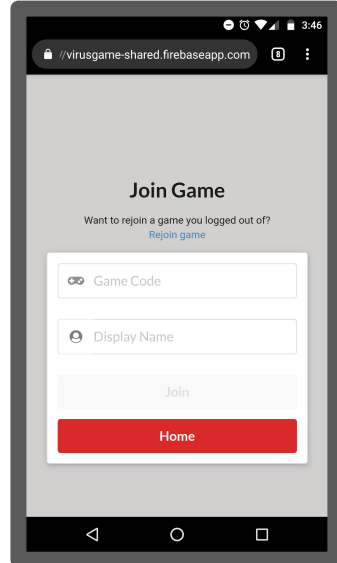 3:46
//virusgame-shared.firebaseapp.com 8
Join Game
Want to rejoin a game you logged out of?
Rejoin game
Game Code
Display Name
Join
Home